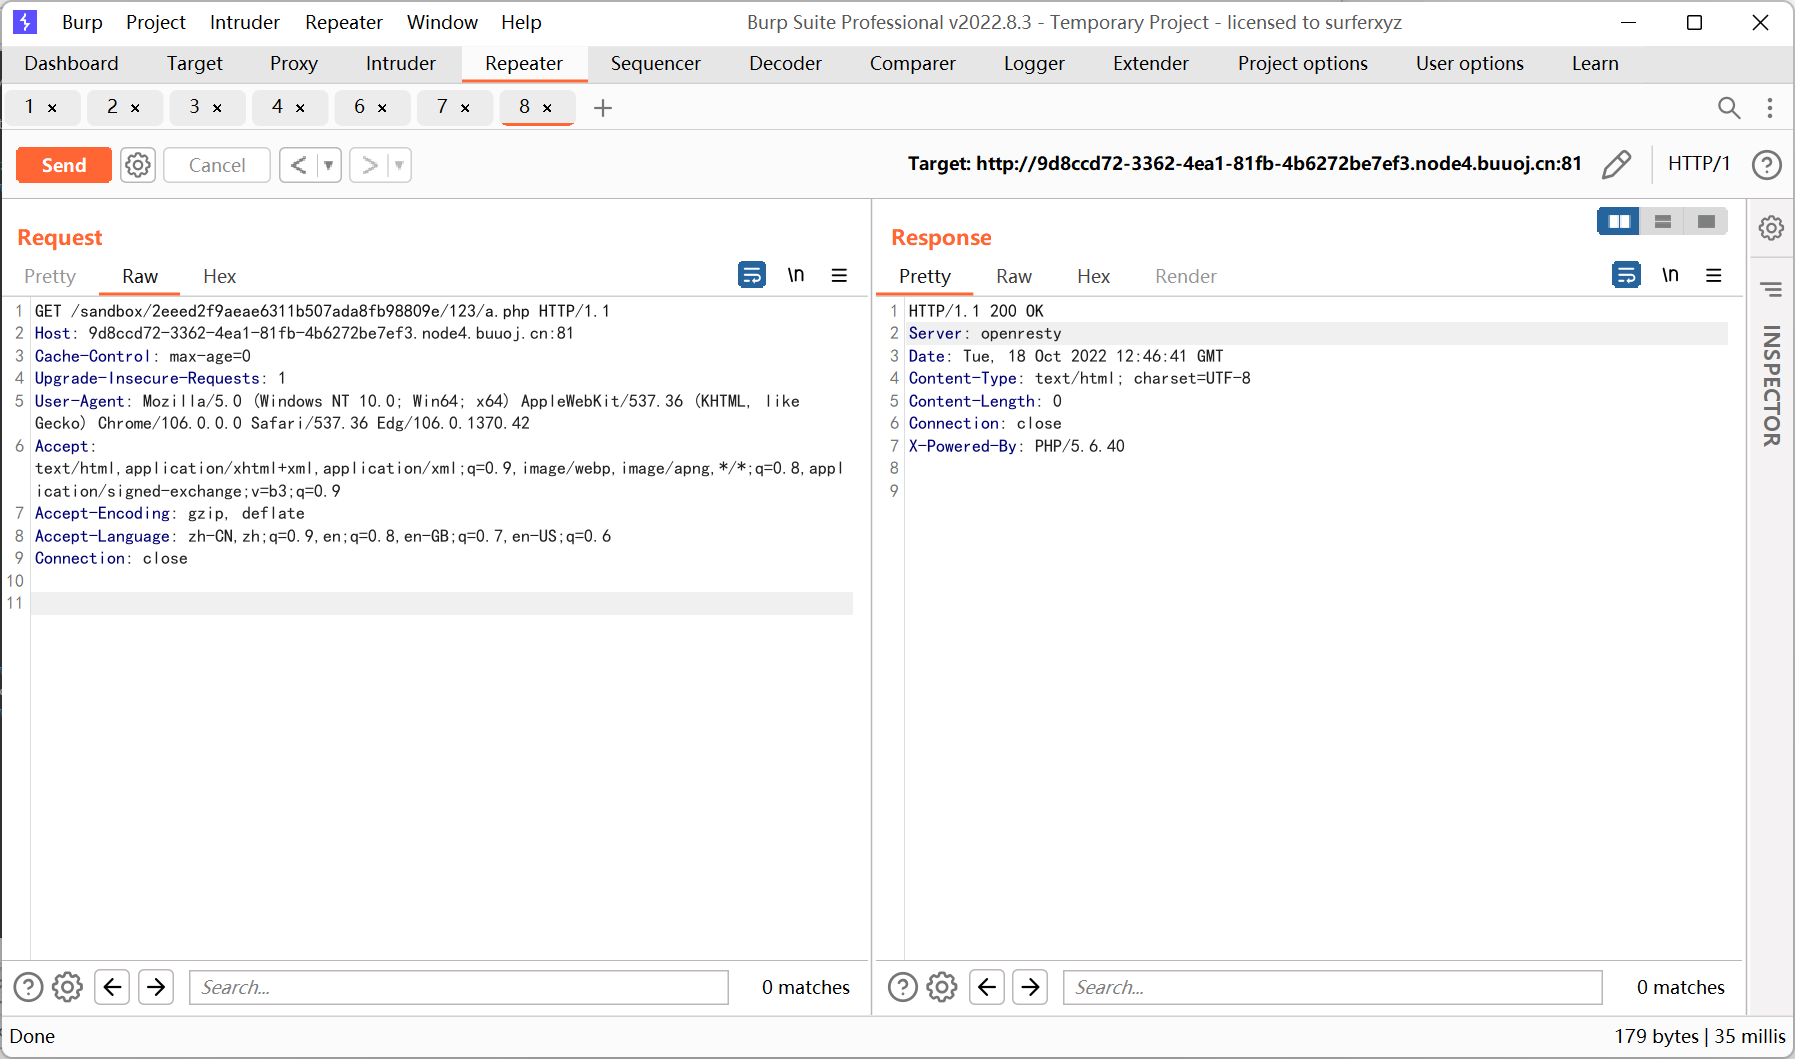 Burp Project Intruder Repeater Window Help Burp Suite Professional v2022.8.3 - Temporary Project - licensed to surferxyz
Dashboard Target Proxy Intruder Repeater Sequencer Decoder Comparer Logger Extender Project options User options Learn
1 × 2 × 3 × 4 × 6 × 7 × 8 × +
Send Cancel < > Target: http://9d8ccd72-3362-4ea1-81fb-4b6272be7ef3.node4.buuoj.cn:81 HTTP/1 ?
Request
Pretty Raw Hex \n
1 GET /sandbox/2eeed2f9aeae6311b507ada8fb98809e/123/a.php HTTP/1.1
2 Host: 9d8ccd72-3362-4ea1-81fb-4b6272be7ef3.node4.buuoj.cn:81
3 Cache-Control: max-age=0
4 Upgrade-Insecure-Requests: 1
5 User-Agent: Mozilla/5.0 (Windows NT 10.0; Win64; x64) AppleWebKit/537.36 (KHTML, like
Gecko) Chrome/106.0.0.0 Safari/537.36 Edg/106.0.1370.42
6 Accept:
text/html,application/xhtml+xml,application/xml;q=0.9,image/webp,image/apng,*/*;q=0.8,appl
ication/signed-exchange;v=b3;q=0.9
7 Accept-Encoding: gzip, deflate
8 Accept-Language: zh-CN,zh;q=0.9,en;q=0.8,en-GB;q=0.7,en-US;q=0.6
9 Connection: close
10
11
Response
Pretty Raw Hex Render \n
1 HTTP/1.1 200 OK
2 Server: openresty
3 Date: Tue, 18 Oct 2022 12:46:41 GMT
4 Content-Type: text/html; charset=UTF-8
5 Content-Length: 0
6 Connection: close
7 X-Powered-By: PHP/5.6.40
8
9
INSPECTOR
? Search... 0 matches
? Search... 0 matches
Done 179 bytes | 35 millis